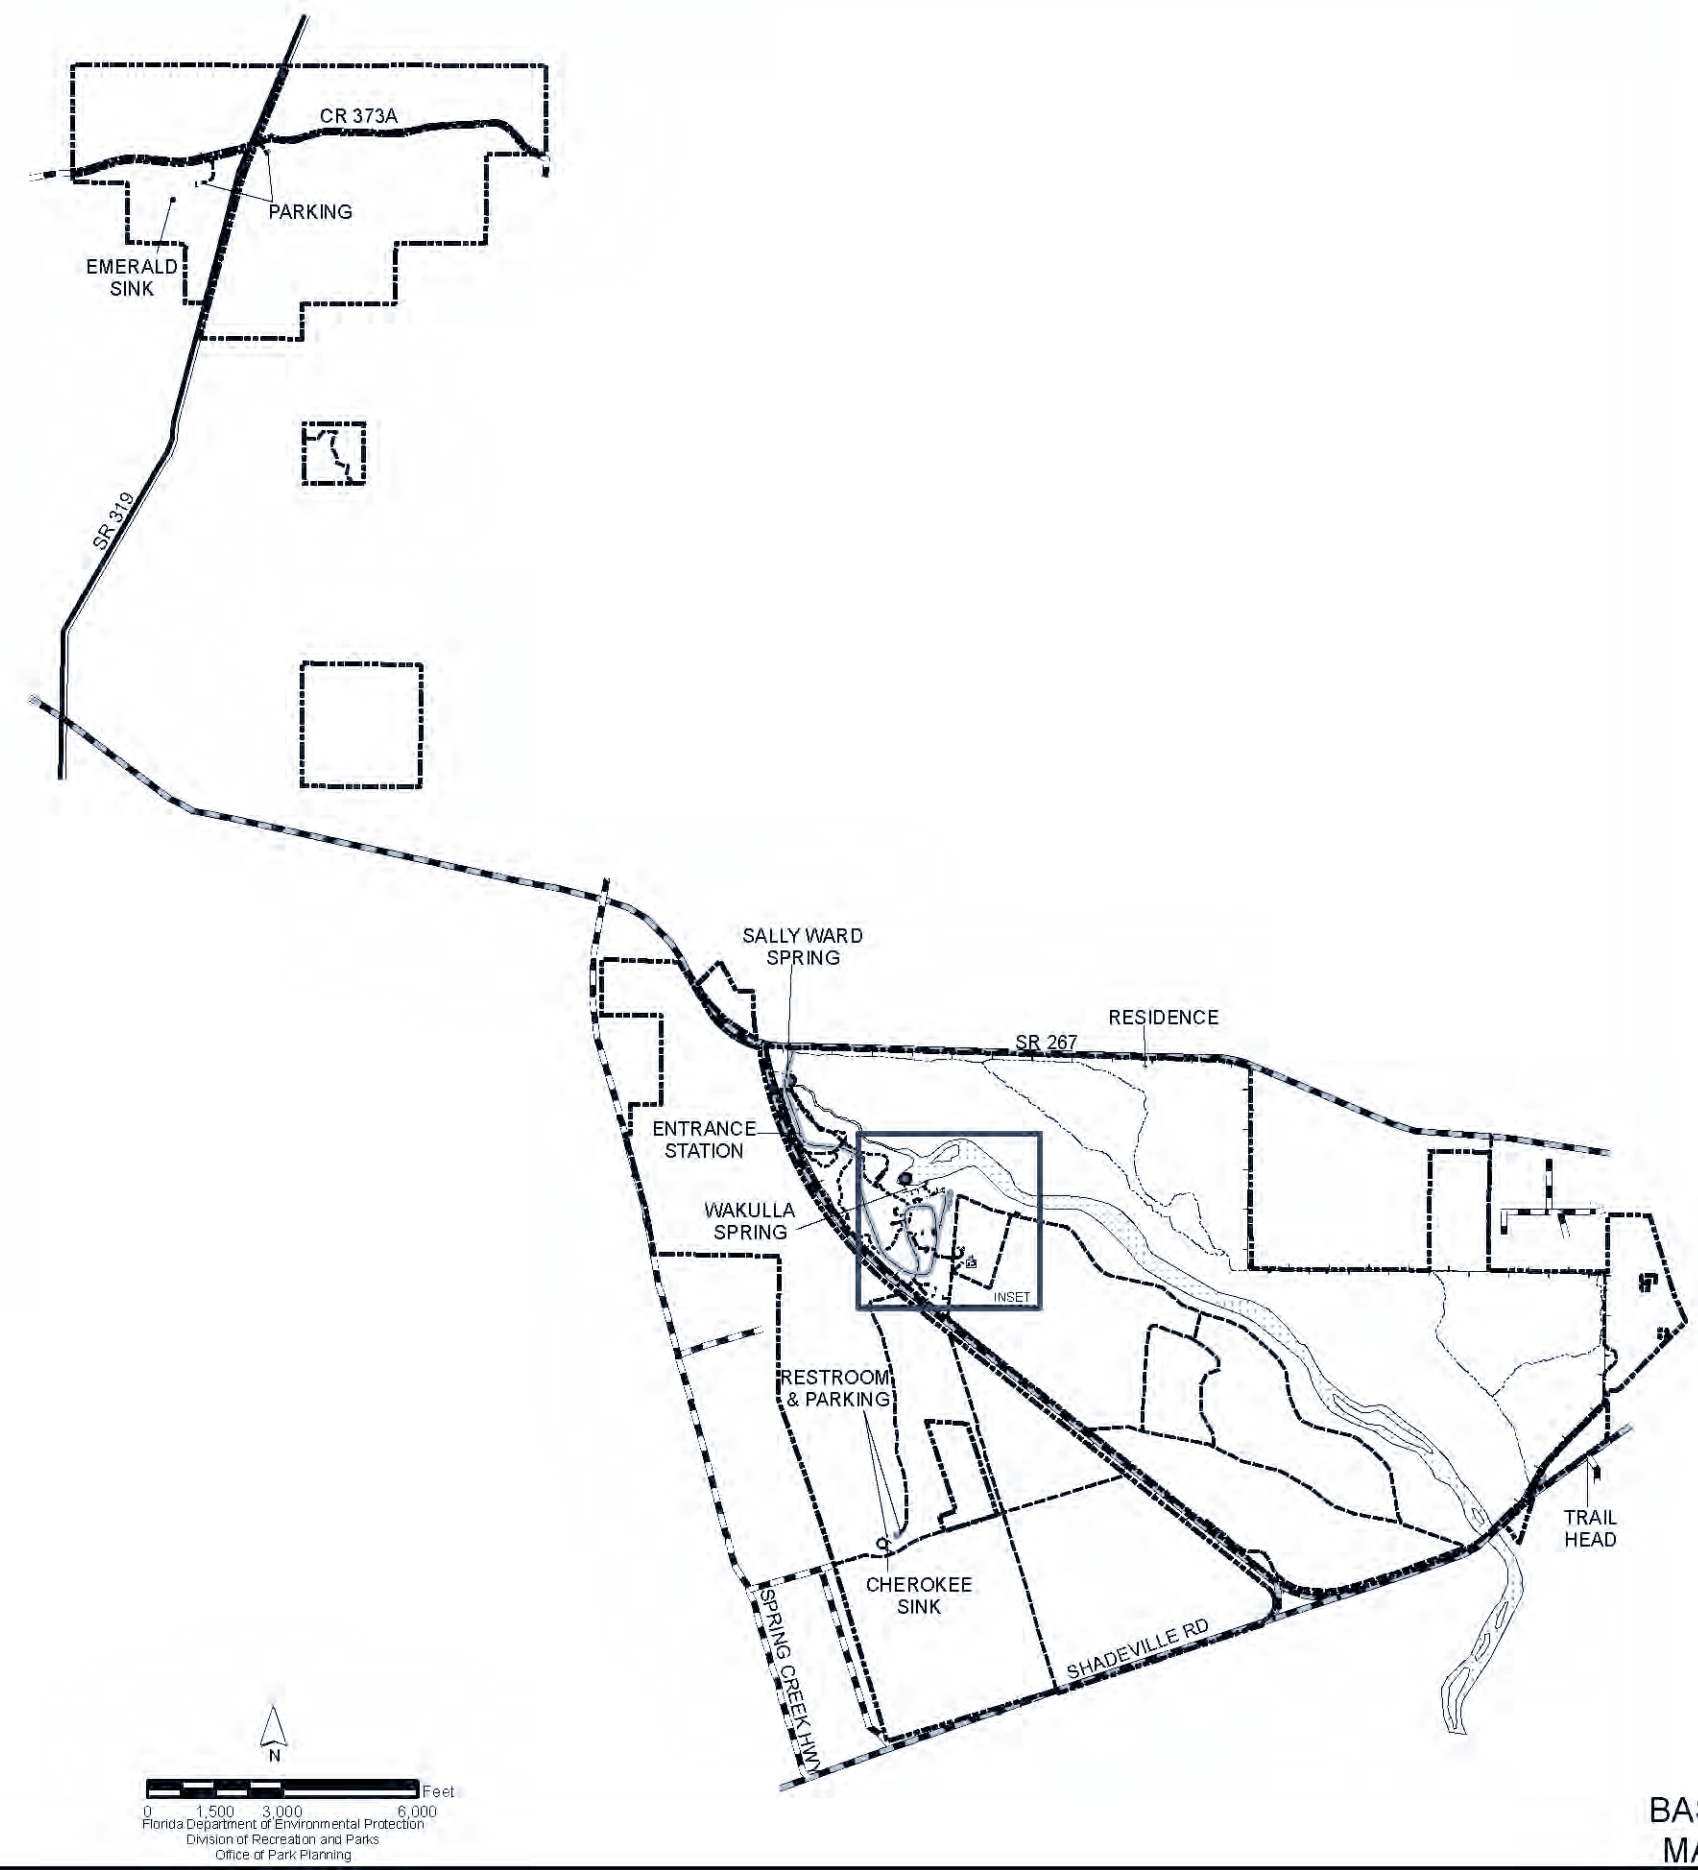 CR 373A
PARKING
EMERALD
SINK
SR 319
SALLY WARD
SPRING
RESIDENCE
SR 267
ENTRANCE
STATION
WAKULLA
SPRING
INSET
RESTROOM
& PARKING
TRAIL
HEAD
CHEROKEE
SINK
SPRING CREEK HWY
SHADEVILLE RD
N
Feet
0 1,500 3,000 6,000
Florida Department of Environmental Protection
Division of Recreation and Parks
Office of Park Planning
BAS
MA